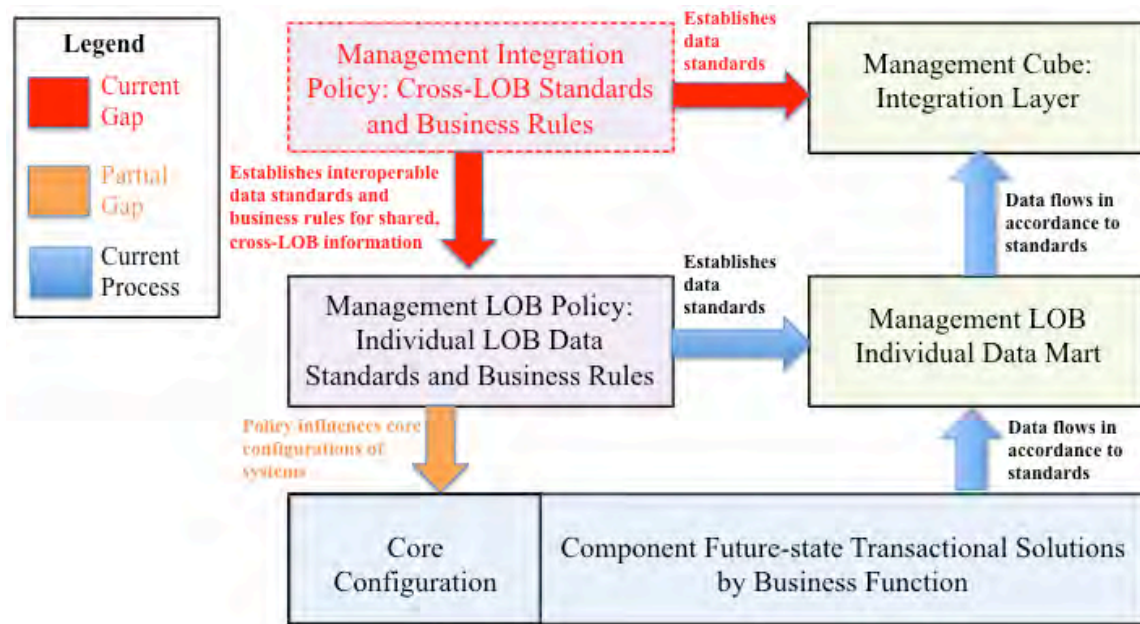 Legend
Current
Gap
Partial
Gap
Current
Process
Management Integration
Policy: Cross-LOB Standards
and Business Rules
Establishes
data
standards
Management Cube:
Integration Layer
Establishes interoperable
data standards and
business rules for shared,
cross-LOB information
Data flows in
accordance to
standards
Management LOB Policy:
Individual LOB Data
Standards and Business Rules
Establishes
data
standards
Management LOB
Individual Data Mart
Policy influences core
configurations of
systems
Data flows in
accordance to
standards
Core
Configuration
Component Future-state Transactional Solutions
by Business Function